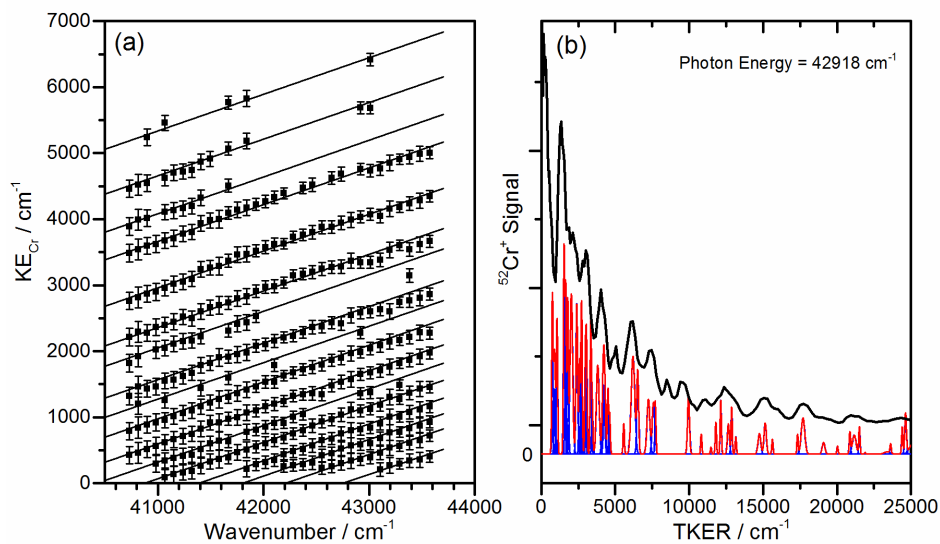 (a)
7000
6000
5000
4000
3000
2000
1000
0
KE_Cr / cm⁻¹
41000 42000 43000 44000
Wavenumber / cm⁻¹
(b)
Photon Energy = 42918 cm⁻¹
⁵²Cr⁺ Signal
0
0 5000 10000 15000 20000 25000
TKER / cm⁻¹